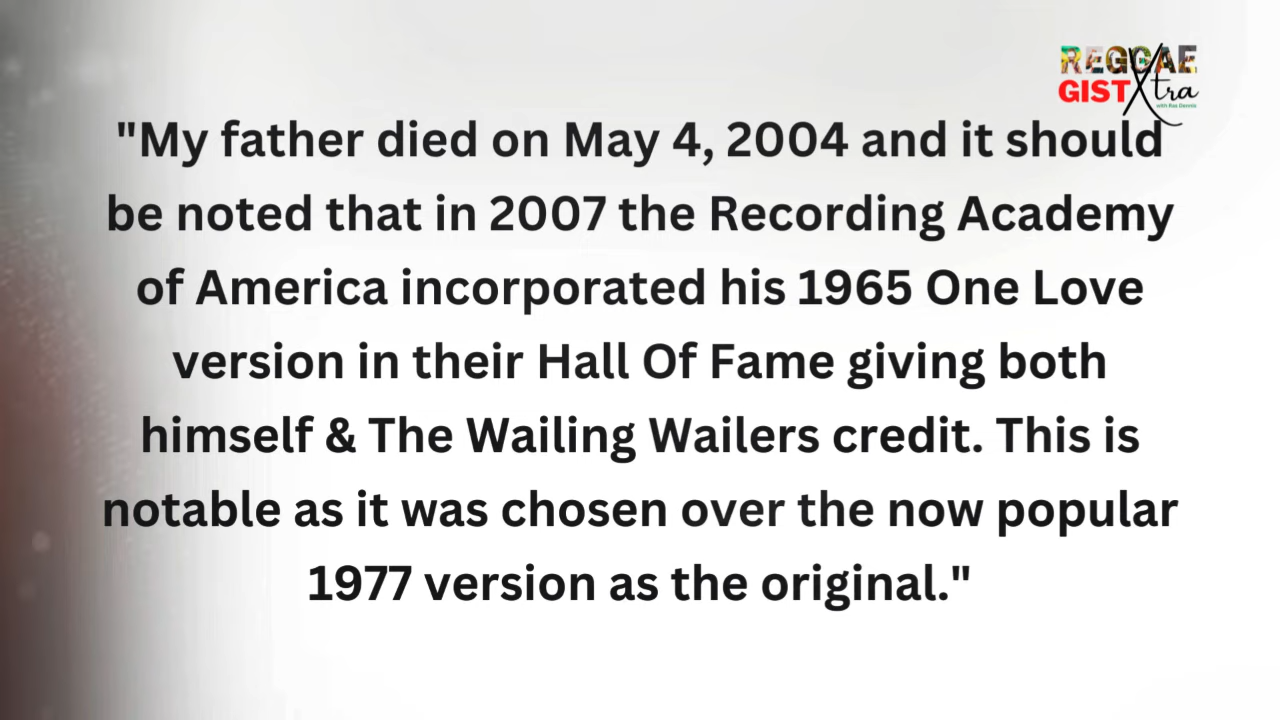 REGGAE
GIST Xtra
with Ras Dennis
"My father died on May 4, 2004 and it should
be noted that in 2007 the Recording Academy
of America incorporated his 1965 One Love
version in their Hall Of Fame giving both
himself & The Wailing Wailers credit. This is
notable as it was chosen over the now popular
1977 version as the original."